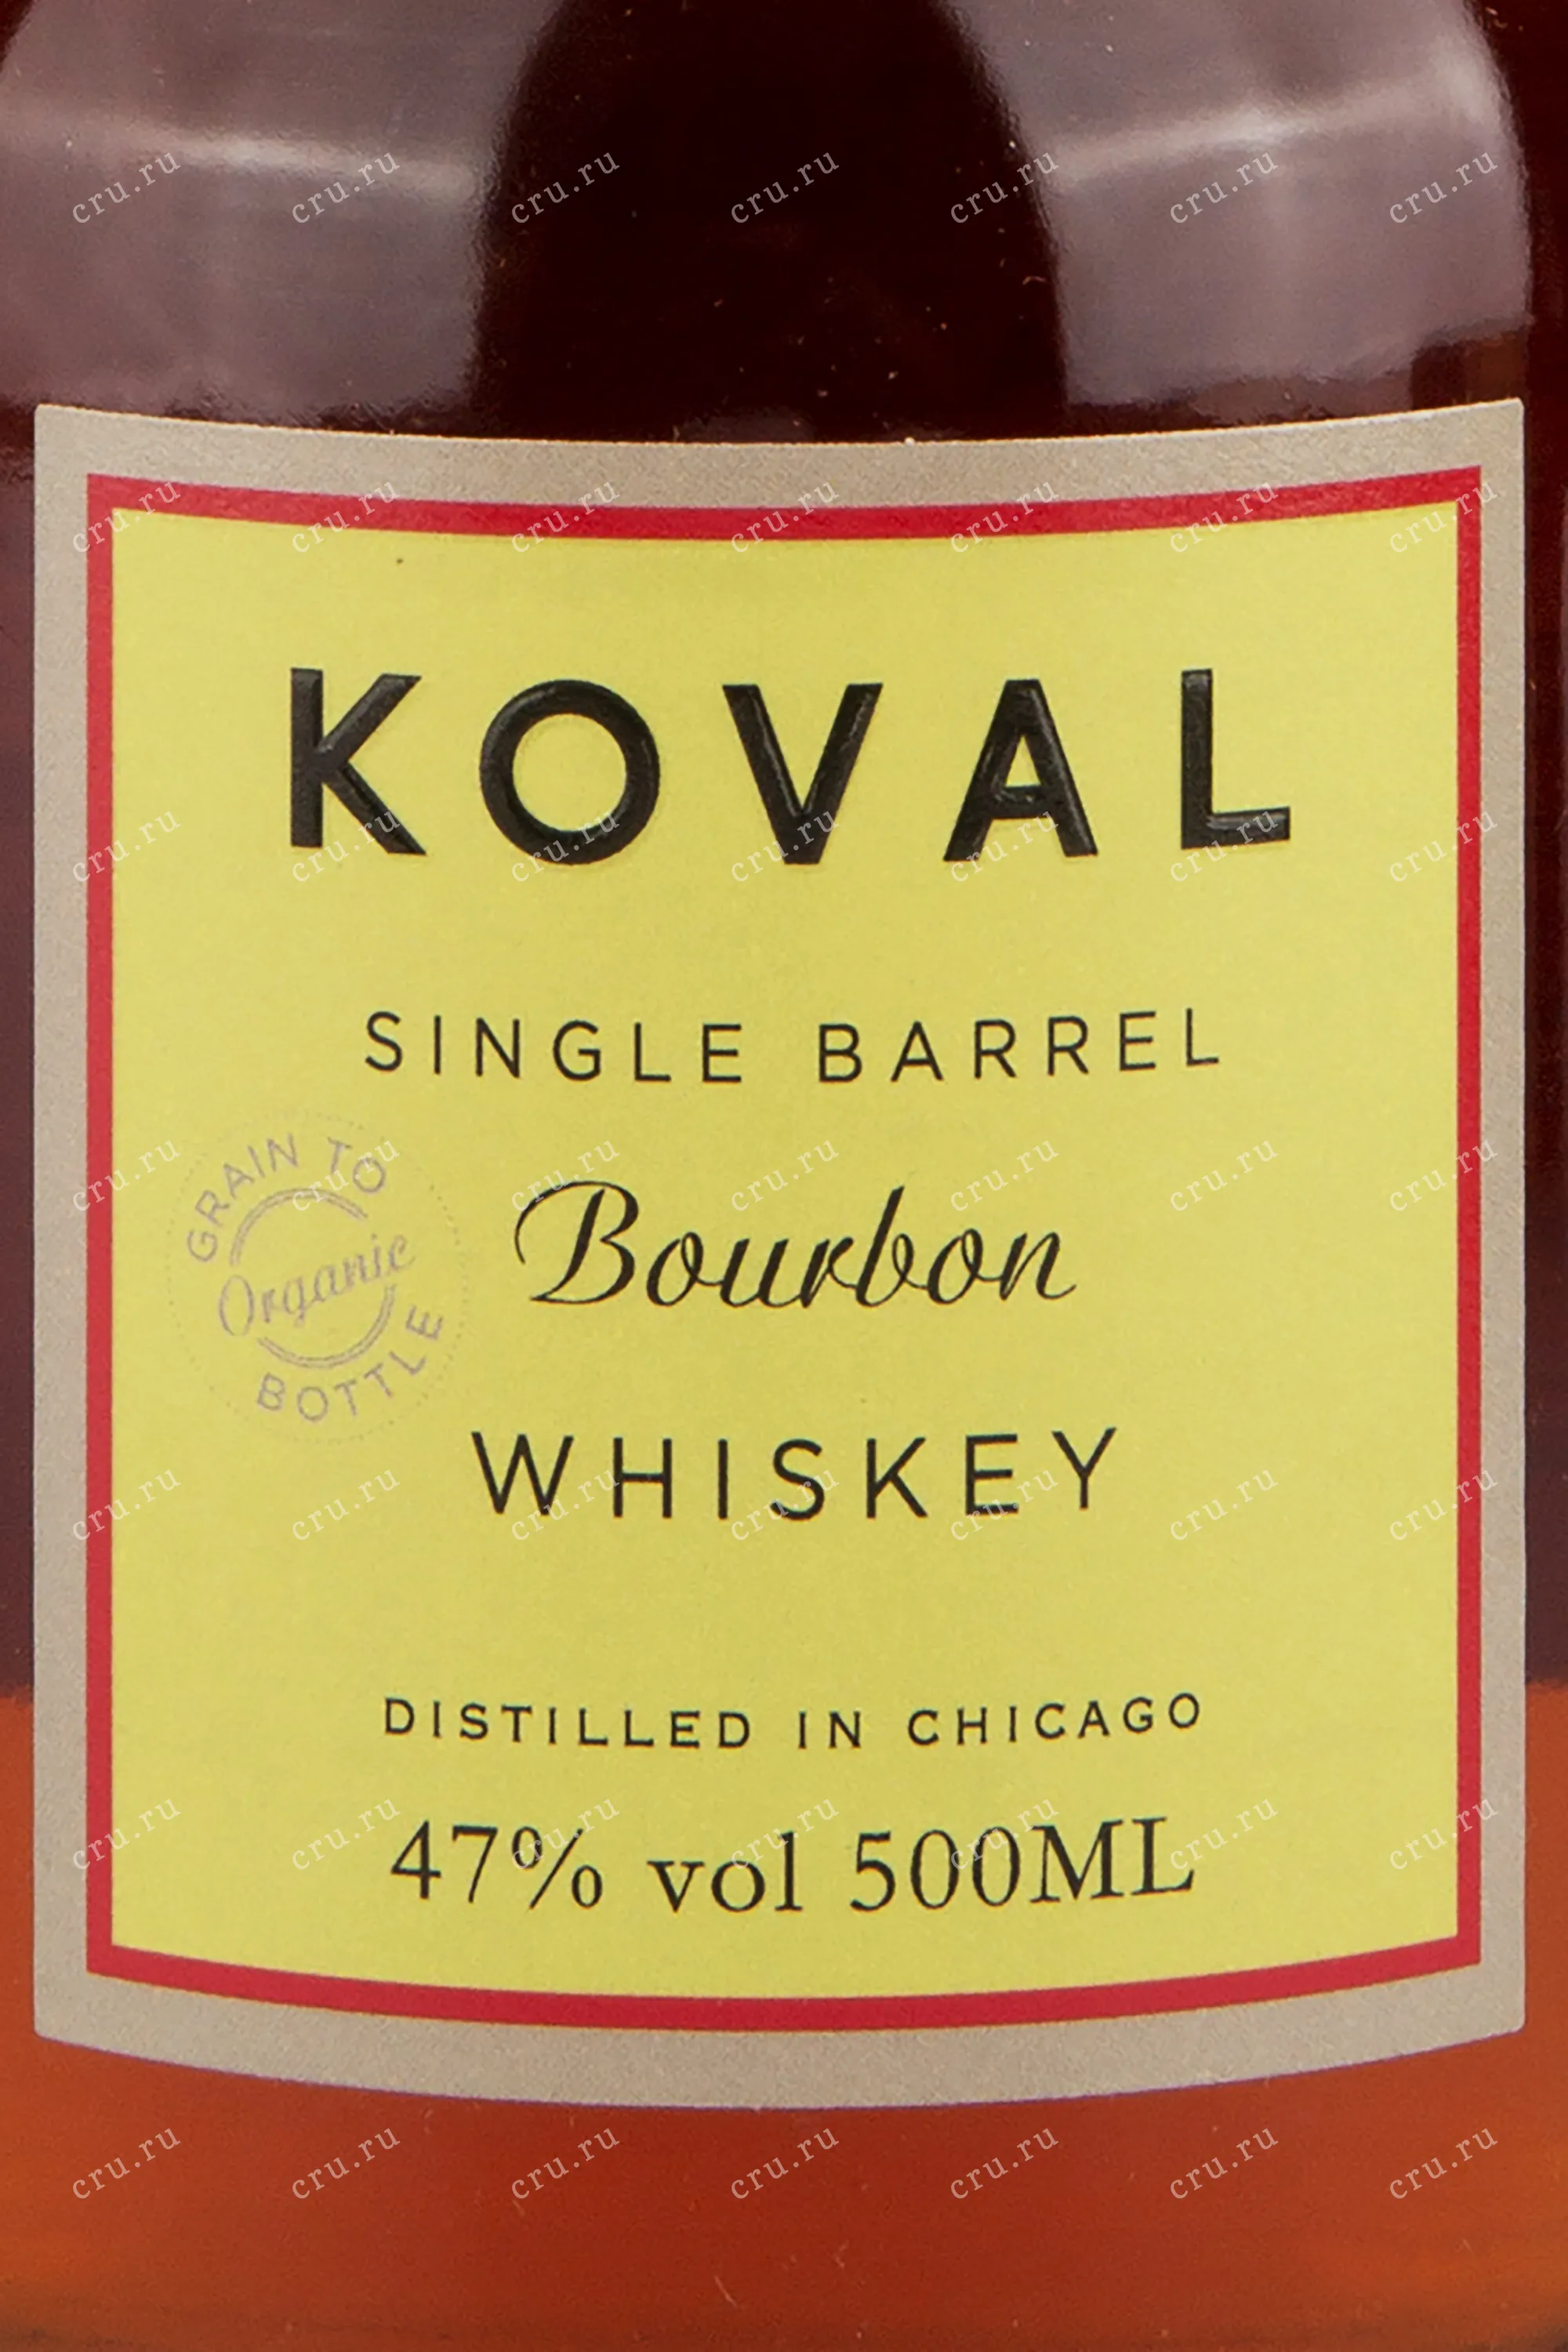 KOVAL
SINGLE BARREL
GRAIN TO
Organic
BOTTLE
Bourbon
WHISKEY
DISTILLED IN CHICAGO
47% vol 500ML
cru.ru